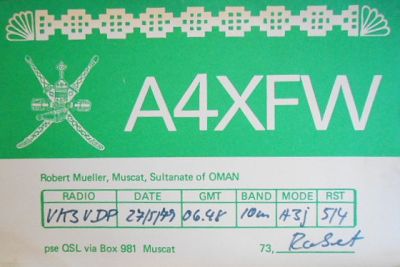 A4XFW
Robert Mueller, Muscat, Sultanate of OMAN
RADIO DATE GMT BAND MODE RST
VK3VDP 27/5/79 06.48 10m A3j 5/4
pse QSL via Box 981 Muscat 73, Robert